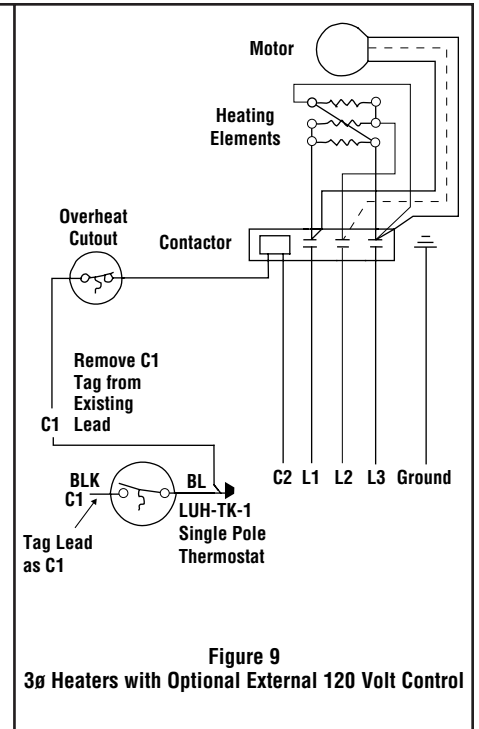 Motor
Heating
Elements
Overheat
Cutout
Contactor
Remove C1
Tag from
Existing
C1 Lead
C2 L1 L2 L3 Ground
BLK
C1
BL
LUH-TK-1
Single Pole
Thermostat
Tag Lead
as C1
Figure 9
3ø Heaters with Optional External 120 Volt Control